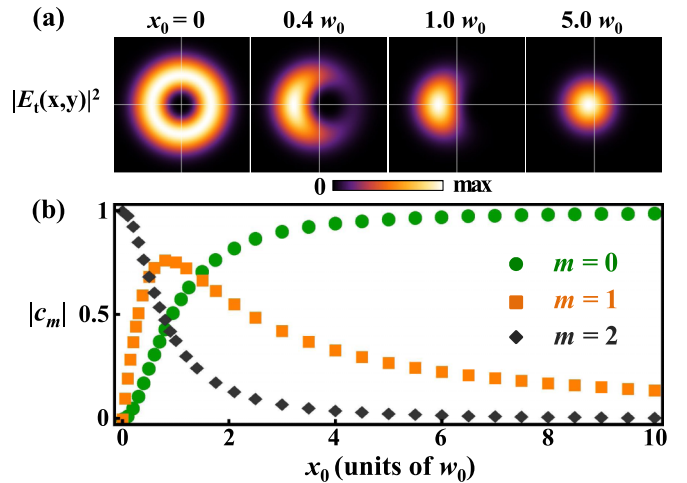 (a) x₀ = 0 0.4 w₀ 1.0 w₀ 5.0 w₀
|Eₜ(x,y)|²
0 max
(b)
1
0.5
0
|cₘ|
m = 0
m = 1
m = 2
0 2 4 6 8 10
x₀ (units of w₀)